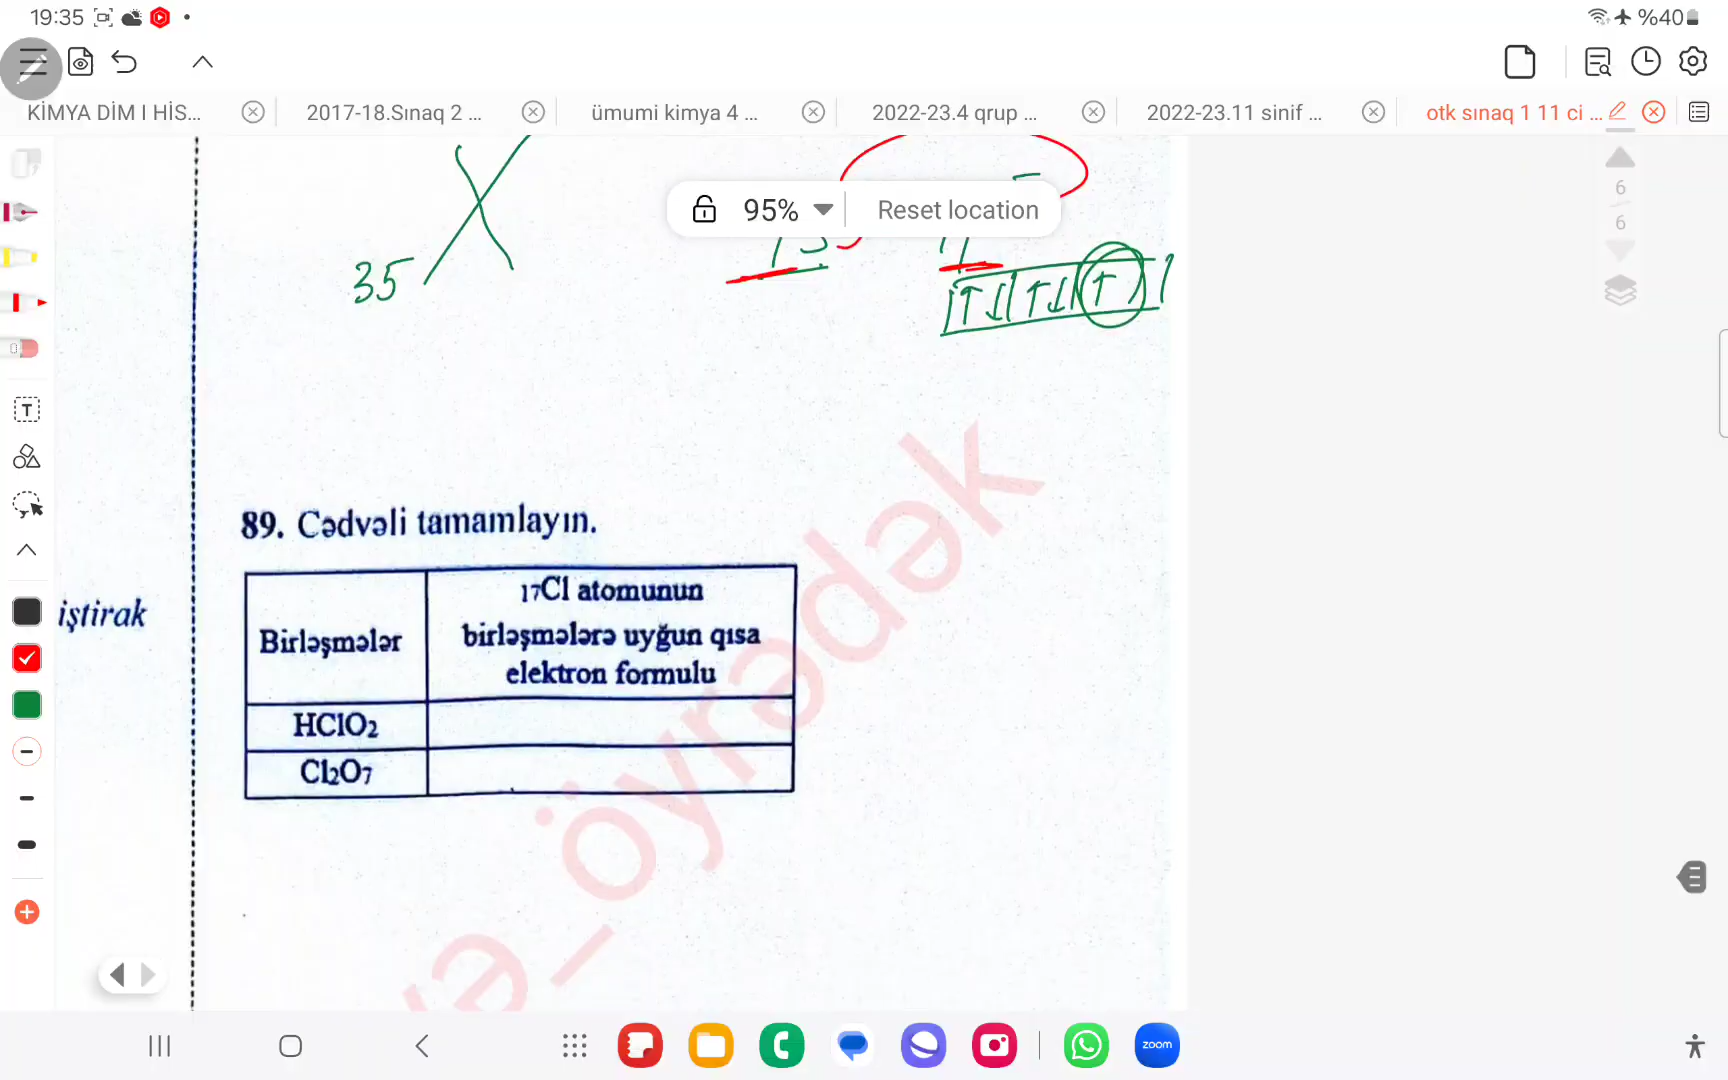 19:35
%40
95%
Reset location
KİMYA DİM I HİS...
2017-18.Sınaq 2 ...
ümumi kimya 4 ...
2022-23.4 qrup ...
2022-23.11 sinif ...
otk sınaq 1 11 ci ...
6
6
35
iştirak
89. Cədvəli tamamlayın.
Birləşmələr
₁₇Cl atomunun
birləşmələrə uyğun qısa
elektron formulu
HClO₂
Cl₂O₇
və_öyrədək
T
zoom